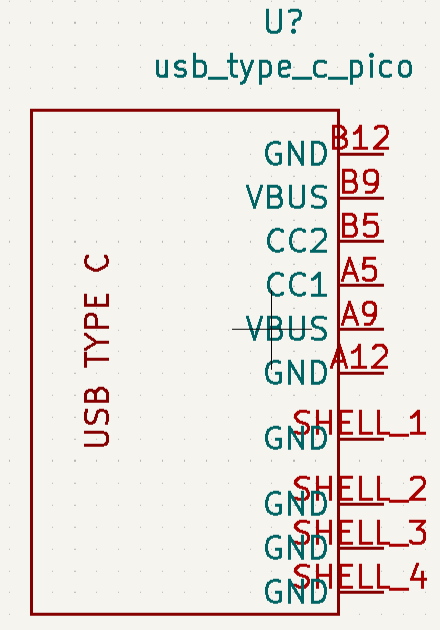 U?
usb_type_c_pico
B12
GND
B9
VBUS
B5
CC2
A5
CC1
A9
VBUS
A12
GND
SHELL_1
GND
SHELL_2
GND
SHELL_3
GND
SHELL_4
GND
USB TYPE C